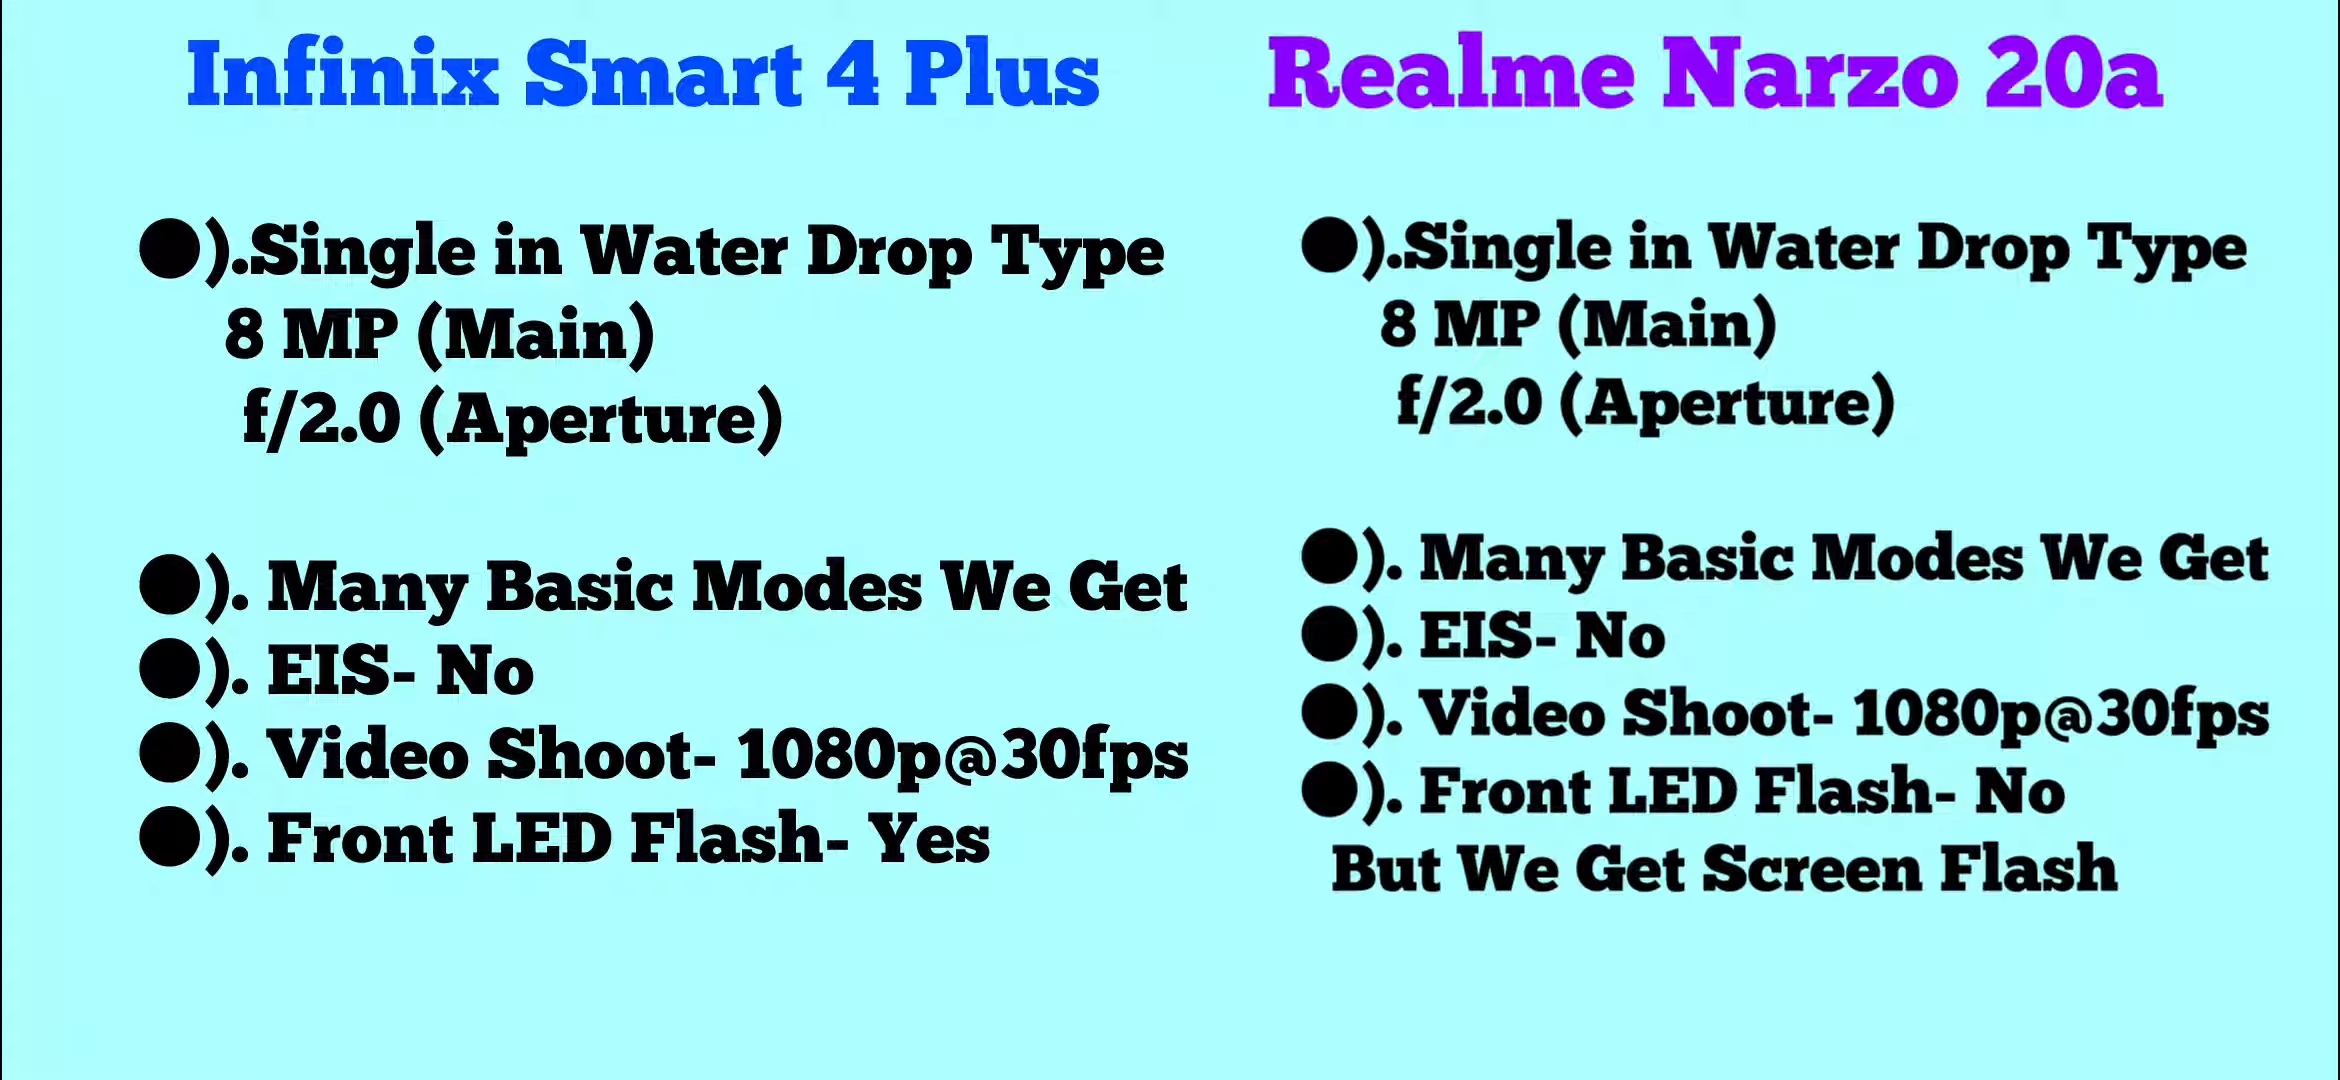 Infinix Smart 4 Plus
●).Single in Water Drop Type
8 MP (Main)
f/2.0 (Aperture)
●). Many Basic Modes We Get
●). EIS- No
●). Video Shoot- 1080p@30fps
●). Front LED Flash- Yes
Realme Narzo 20a
●).Single in Water Drop Type
8 MP (Main)
f/2.0 (Aperture)
●). Many Basic Modes We Get
●). EIS- No
●). Video Shoot- 1080p@30fps
●). Front LED Flash- No
But We Get Screen Flash